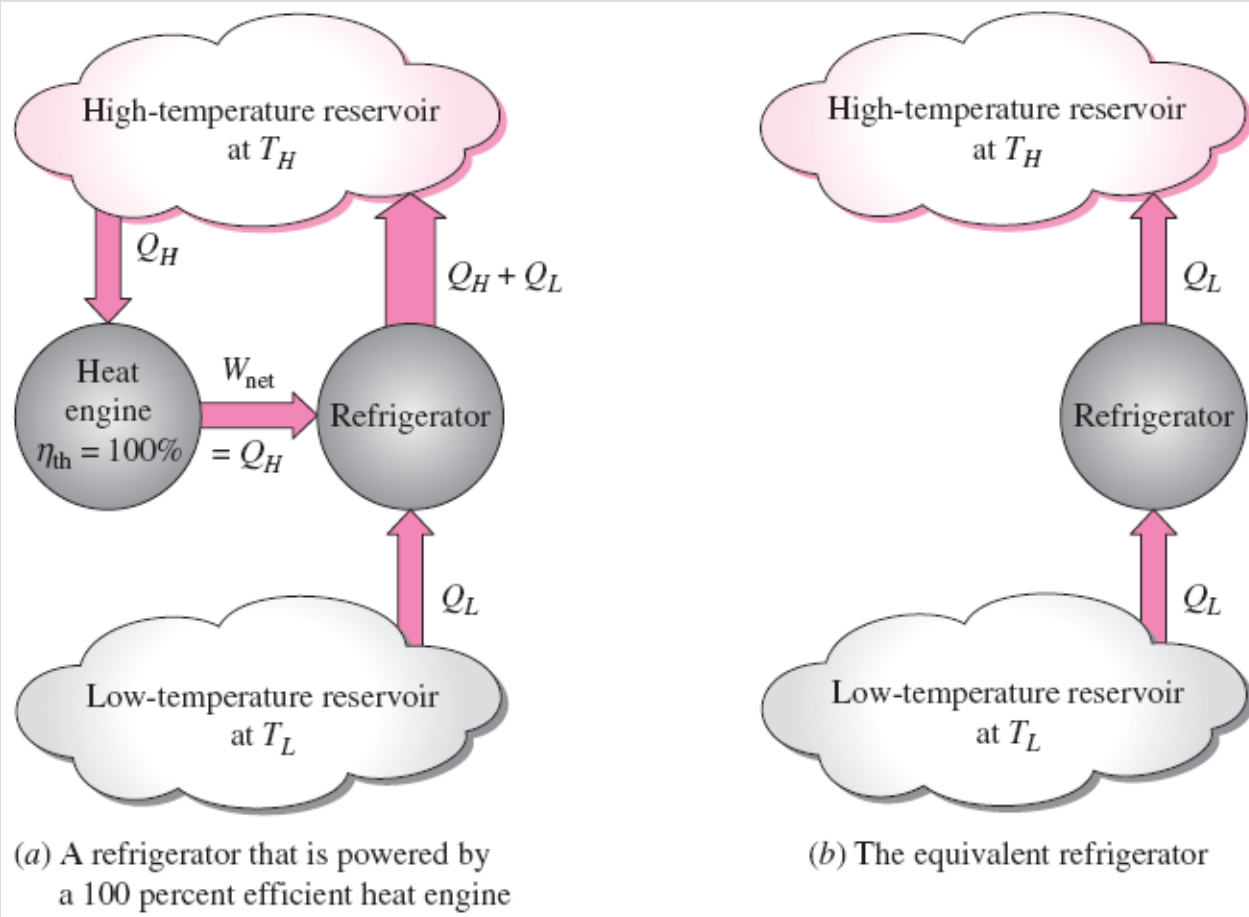 High-temperature reservoir
at T_H
Q_H
Q_H + Q_L
Heat
engine
η_th = 100%
W_net
= Q_H
Refrigerator
Q_L
Low-temperature reservoir
at T_L
(a) A refrigerator that is powered by
a 100 percent efficient heat engine
High-temperature reservoir
at T_H
Q_L
Refrigerator
Q_L
Low-temperature reservoir
at T_L
(b) The equivalent refrigerator